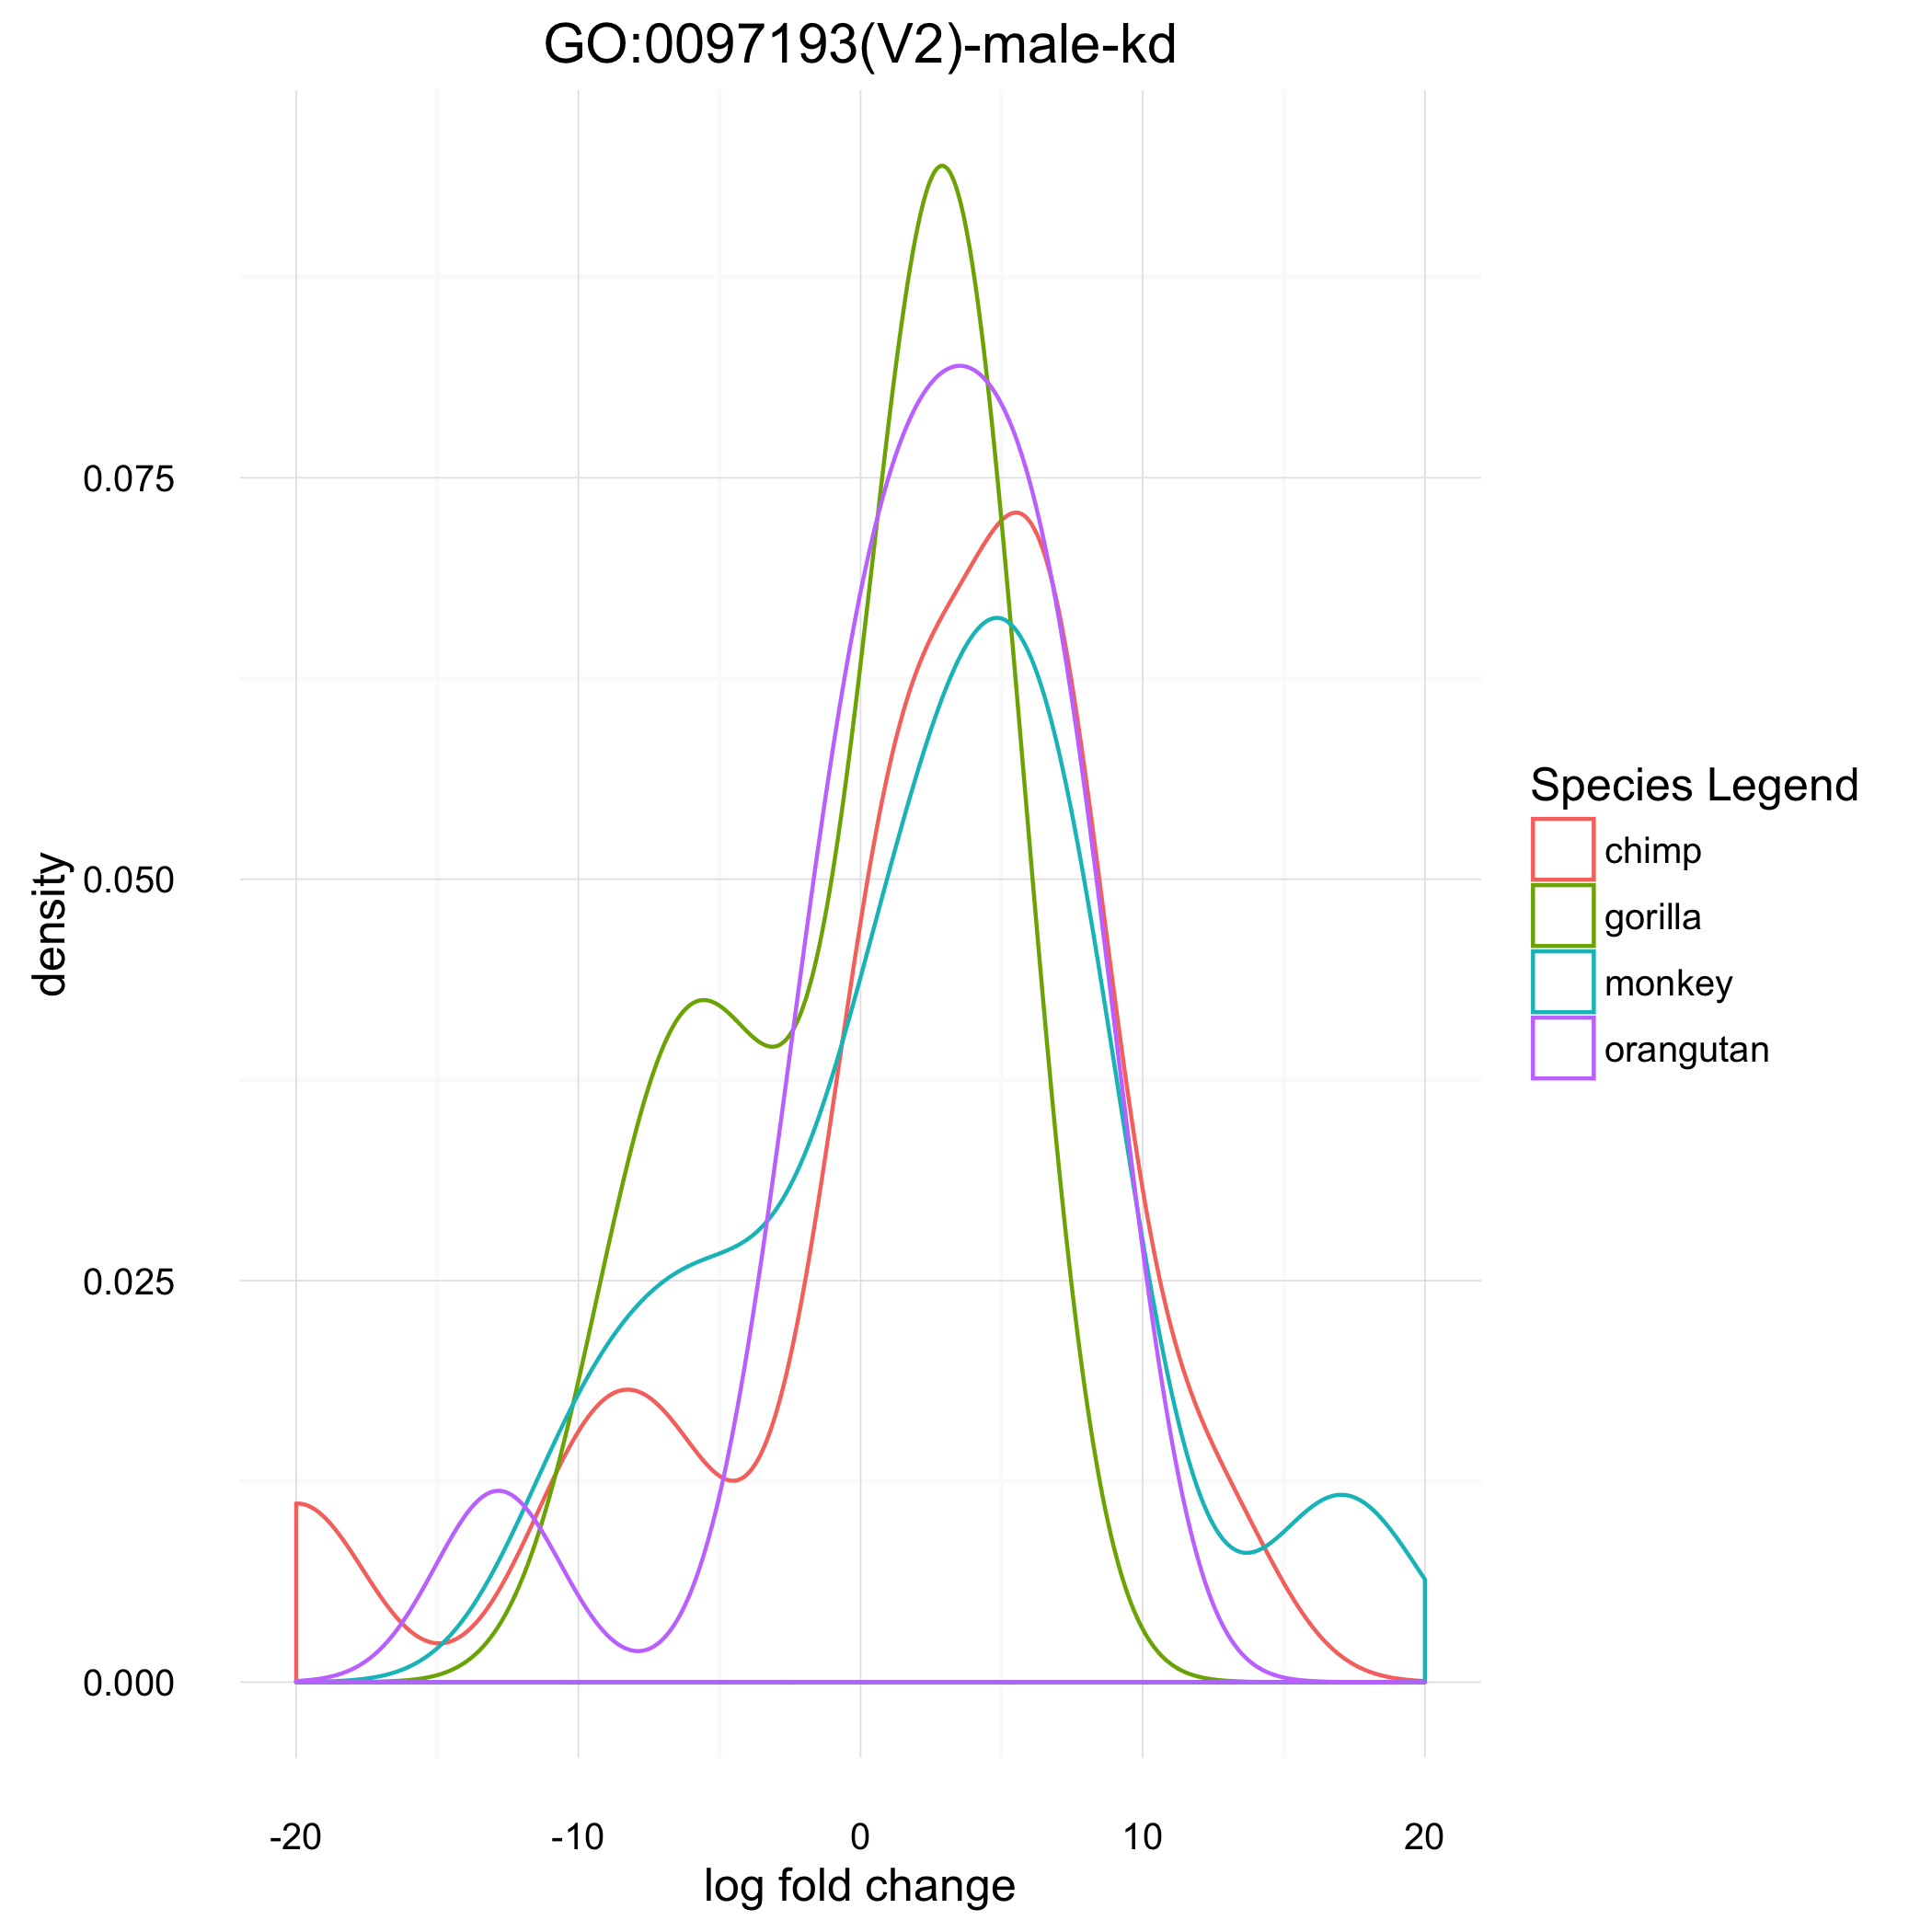 GO:0097193(V2)-male-kd
0.075
0.050
0.025
0.000
density
-20 -10 0 10 20
log fold change
Species Legend
chimp
gorilla
monkey
orangutan